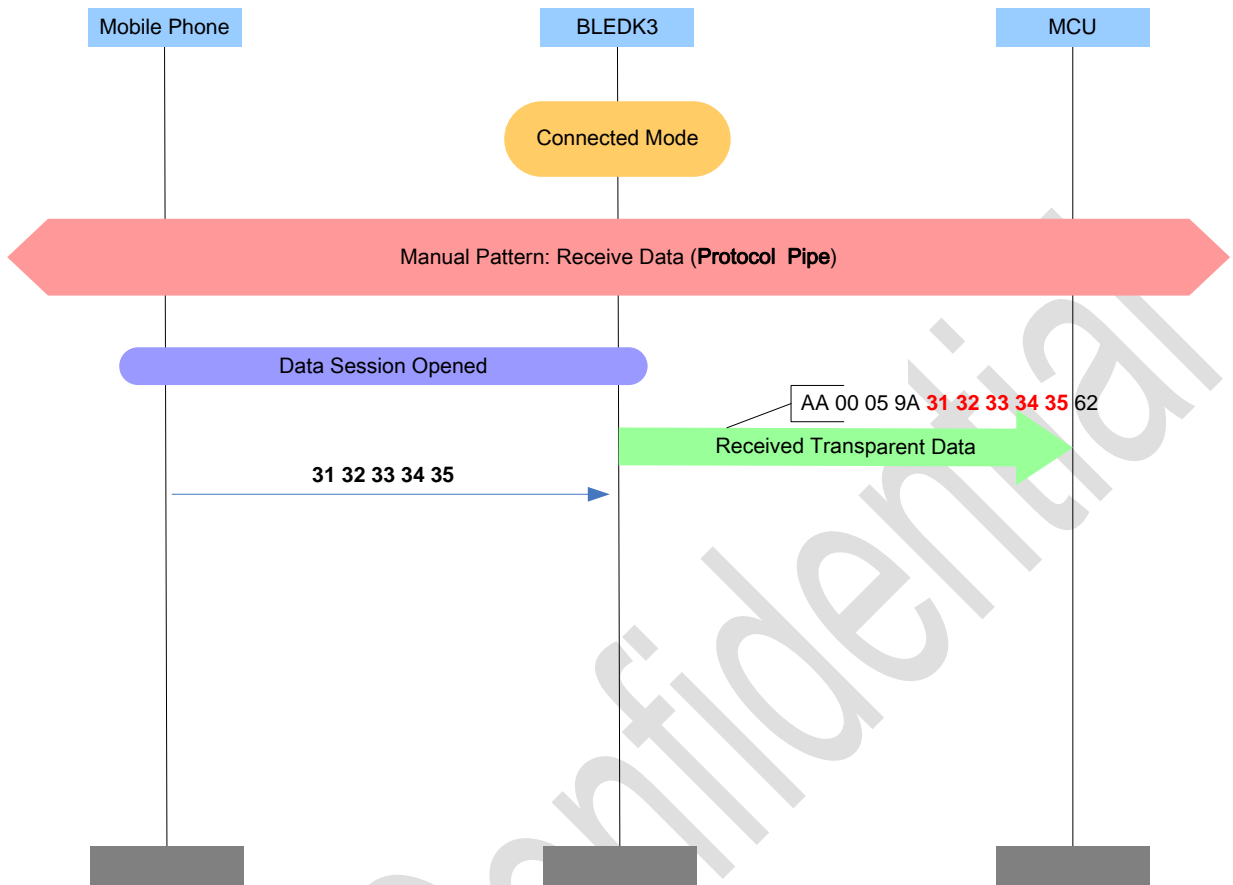 Mobile Phone
BLEDK3
MCU
Connected Mode
Manual Pattern: Receive Data (Protocol Pipe)
Data Session Opened
AA 00 05 9A 31 32 33 34 35 62
Received Transparent Data
31 32 33 34 35
Confidential